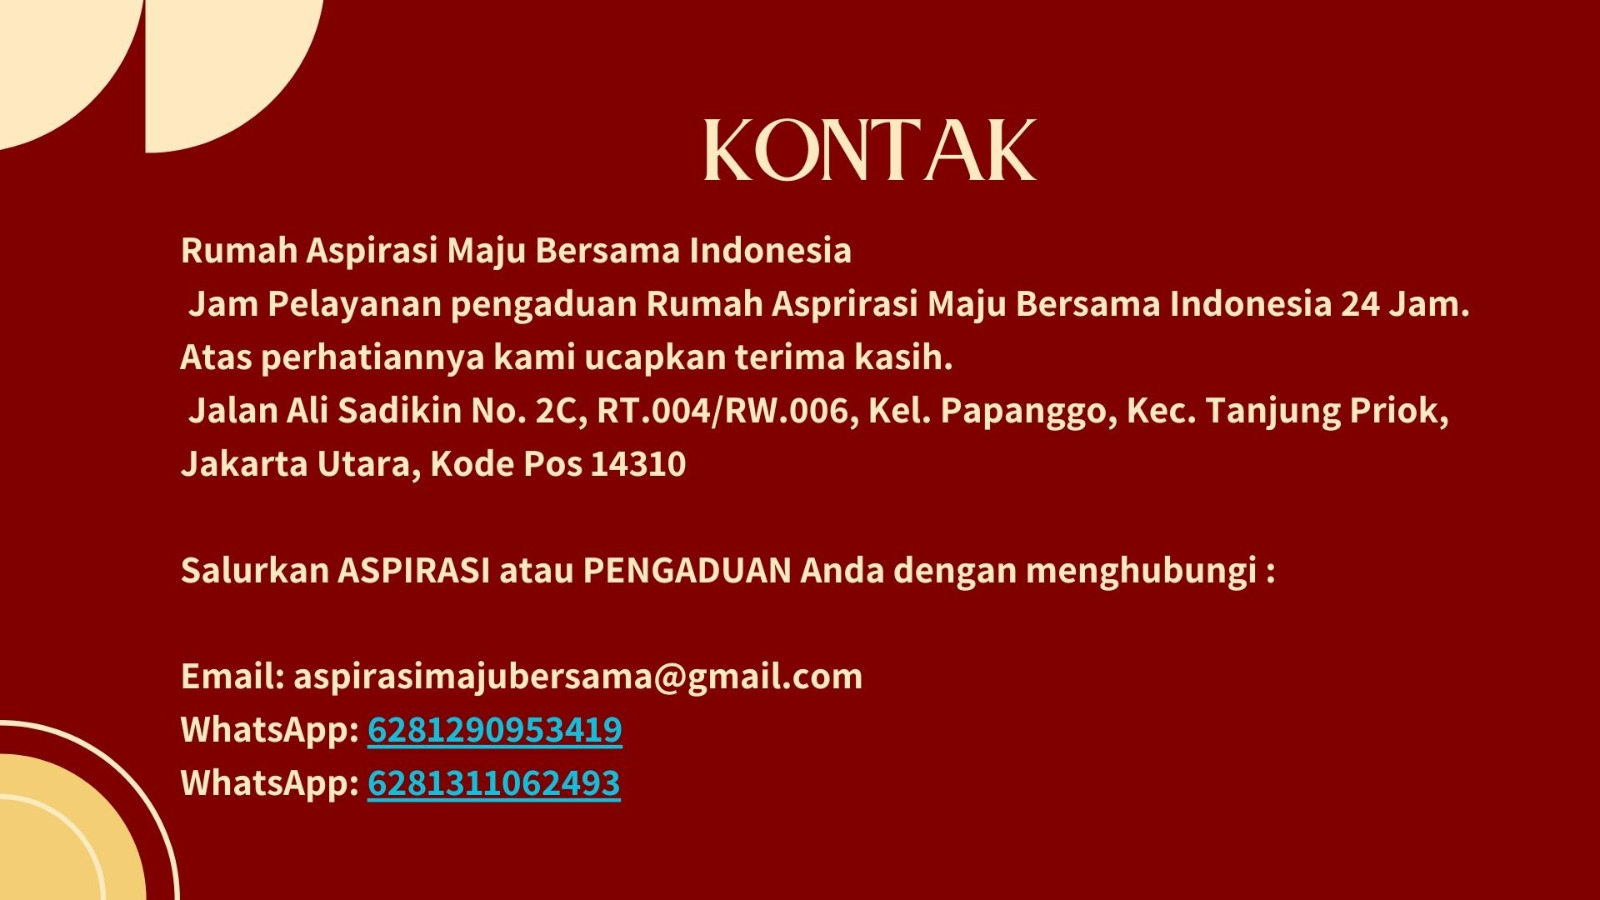 KONTAK
Rumah Aspirasi Maju Bersama Indonesia
Jam Pelayanan pengaduan Rumah Asprirasi Maju Bersama Indonesia 24 Jam.
Atas perhatiannya kami ucapkan terima kasih.
Jalan Ali Sadikin No. 2C, RT.004/RW.006, Kel. Papanggo, Kec. Tanjung Priok,
Jakarta Utara, Kode Pos 14310
Salurkan ASPIRASI atau PENGADUAN Anda dengan menghubungi :
Email: aspirasimajubersama@gmail.com
WhatsApp: 6281290953419
WhatsApp: 6281311062493